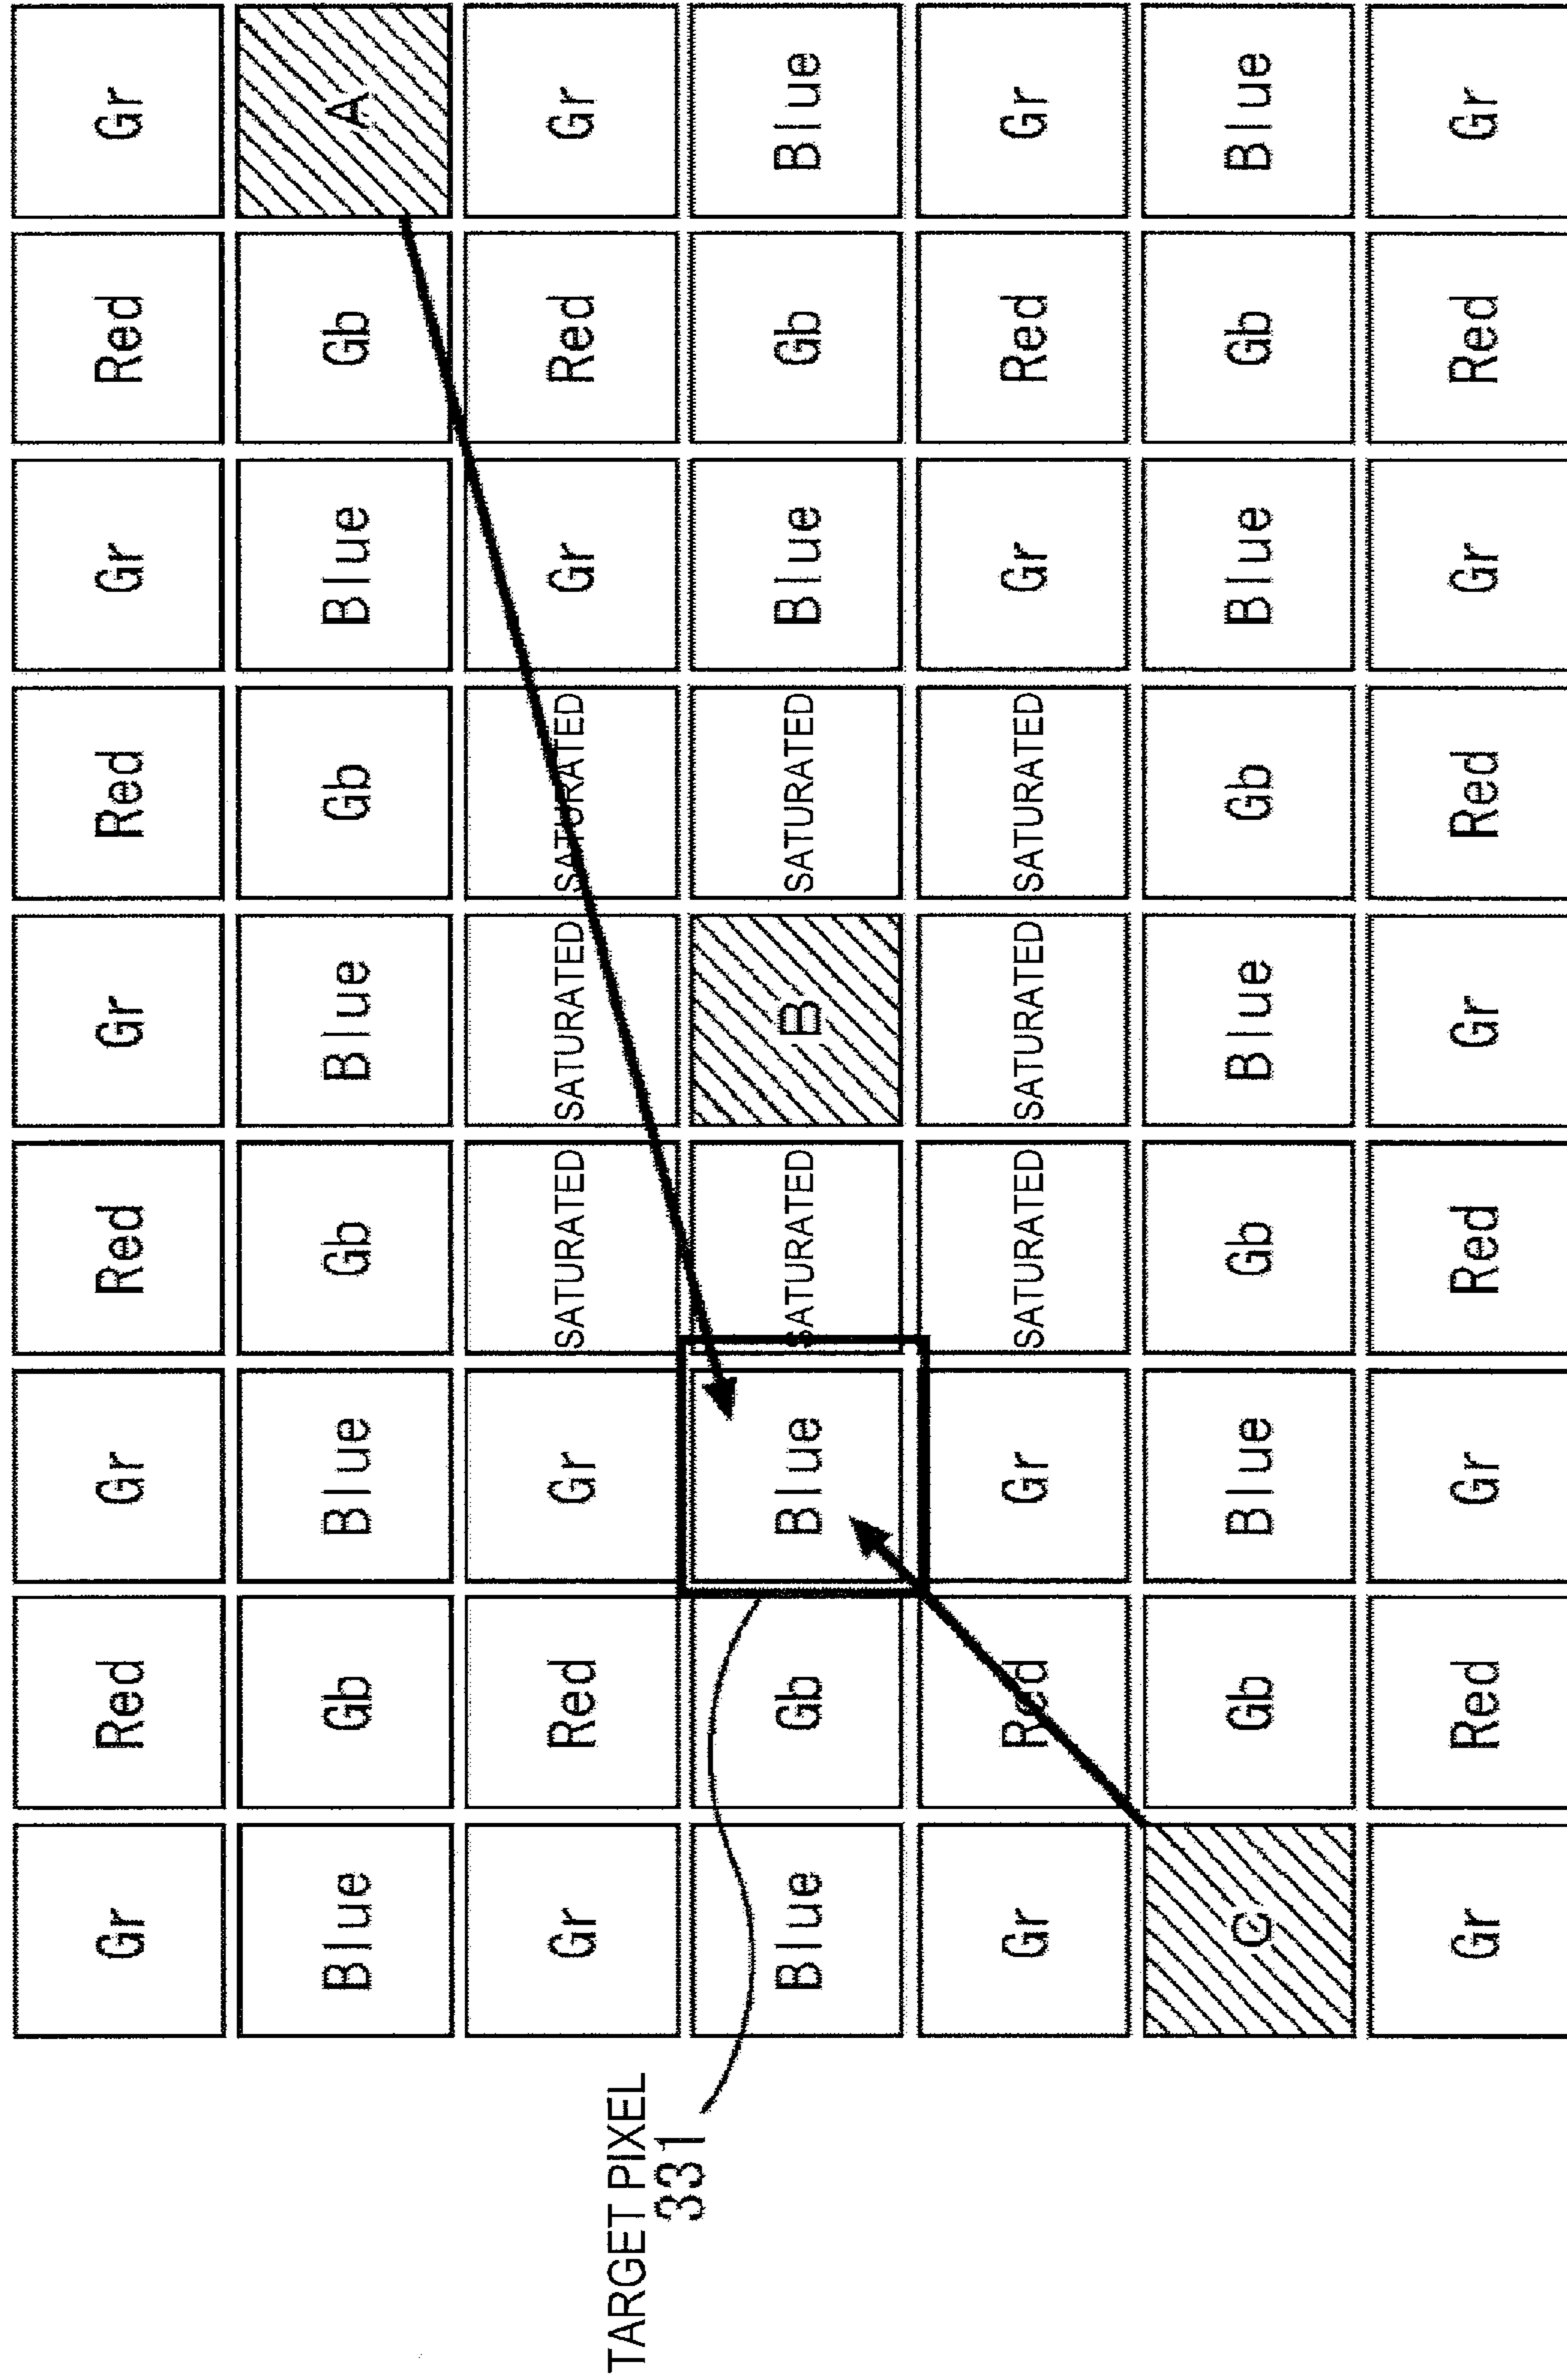 Gr Red Gr Red Gr Red Gr Red Gr
Blue Gb Blue Gb Blue Gb Blue Gb A
Gr Red Gr SATURATED SATURATED SATURATED Gr Red Gr
TARGET PIXEL
331
Blue Gb Blue SATURATED B SATURATED Blue Gb Blue
Gr Red Gr SATURATED SATURATED SATURATED Gr Red Gr
C Gb Blue Gb Blue Gb Blue Gb Blue
Gr Red Gr Red Gr Red Gr Red Gr